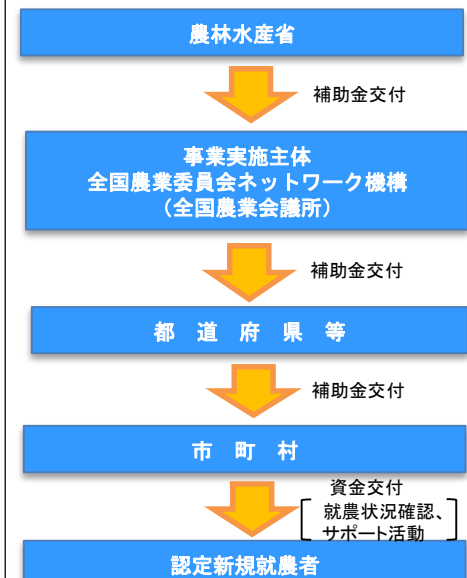 農林水産省
補助金交付
事業実施主体
全国農業委員会ネットワーク機構
（全国農業会議所）
補助金交付
都　道　府　県　等
補助金交付
市　町　村
資金交付
就農状況確認、
サポート活動
認定新規就農者